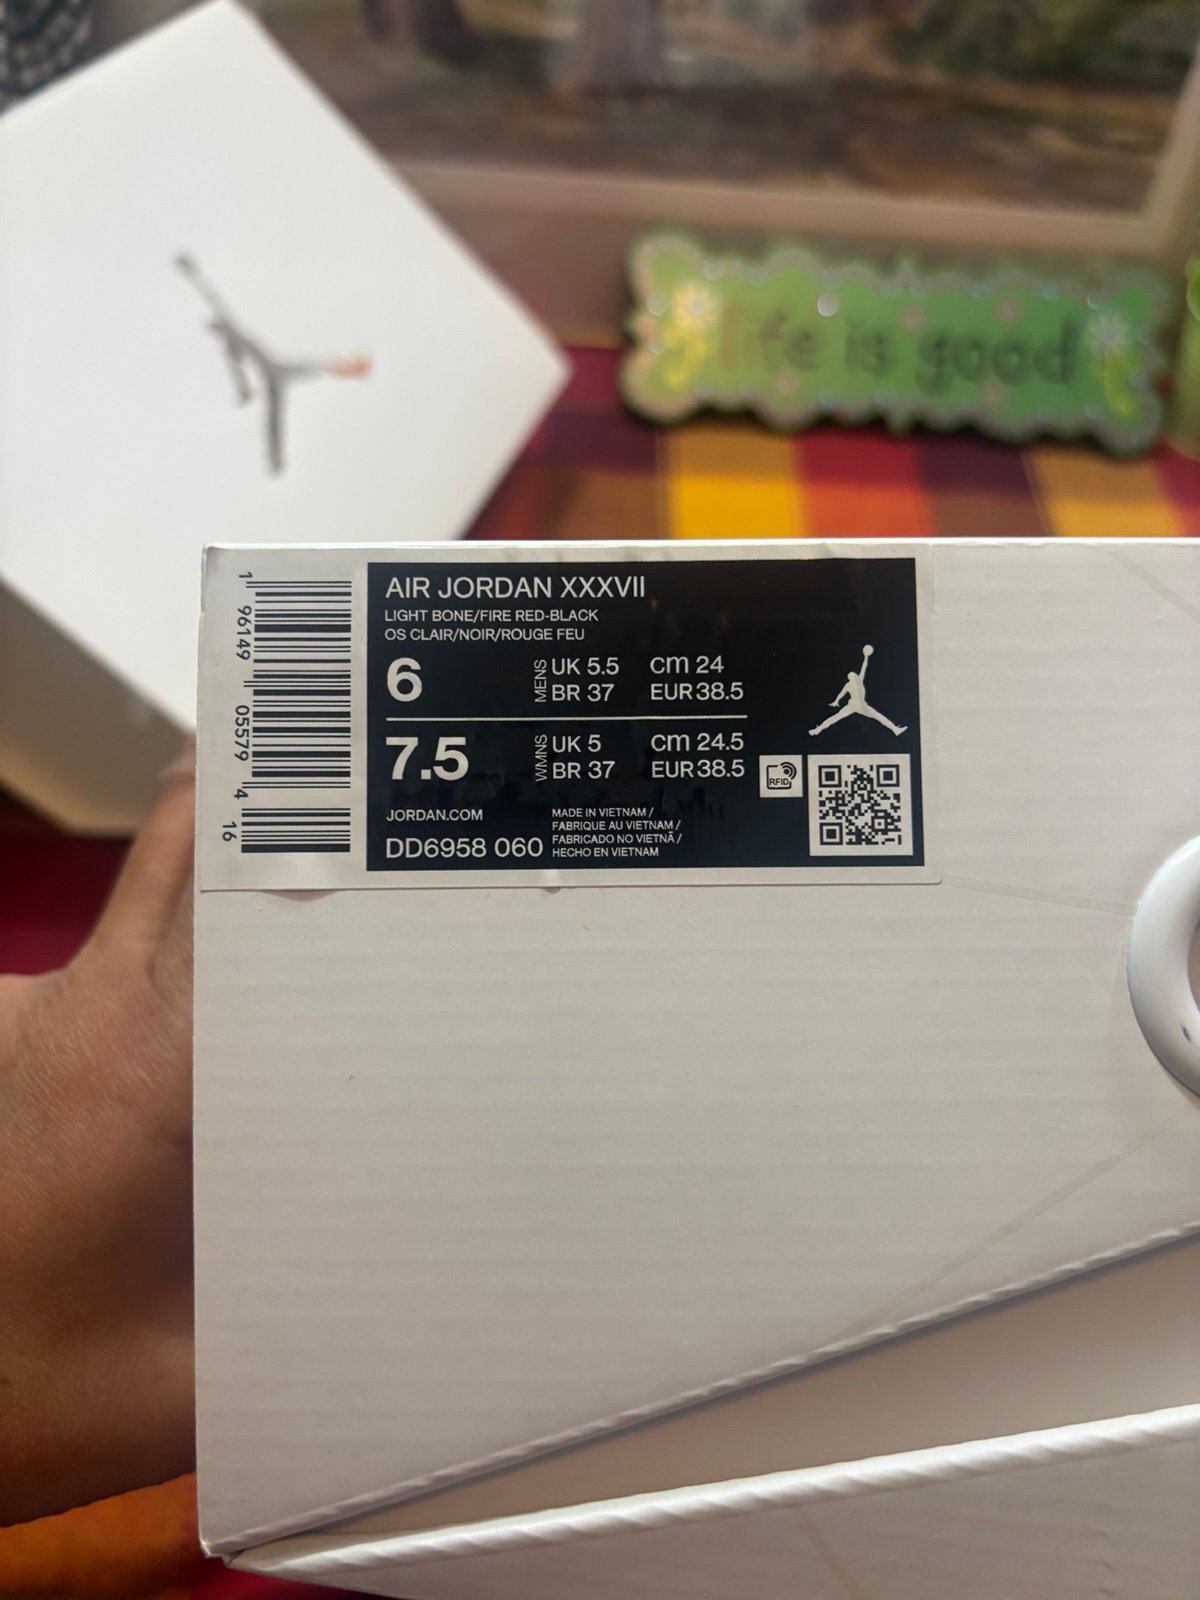 life is good
AIR JORDAN XXXVII
LIGHT BONE/FIRE RED-BLACK
OS CLAIR/NOIR/ROUGE FEU
6 MENS UK 5.5 cm 24
BR 37 EUR 38.5
7.5 WMNS UK 5 cm 24.5
BR 37 EUR 38.5
RFID
JORDAN.COM
DD6958 060
MADE IN VIETNAM /
FABRIQUE AU VIETNAM /
FABRICADO NO VIETNÃ /
HECHO EN VIETNAM
1 96149 05579 4 16